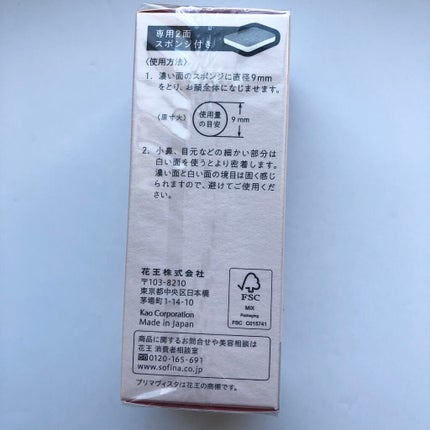 専用2面
スポンジ付き
〈使用方法〉
1. 濃い面のスポンジに直径9mm
をとり、お顔全体になじませます。
(原寸大)
使用量
の目安
9mm
2. 小鼻、目元などの細かい部分は
白い面を使うとより密着します。
濃い面と白い面の境目は固く感じ
られますので、避けてご使用くだ
さい。
花王株式会社
〒103-8210
東京都中央区日本橋
茅場町1-14-10
Kao Corporation
Made in Japan
FSC
MIX
Packaging
FSC C015741
商品に関するお問合せや美容相談は
花王 消費者相談室
0120-165-691
www.sofina.co.jp
プリマヴィスタは花王の商標です。